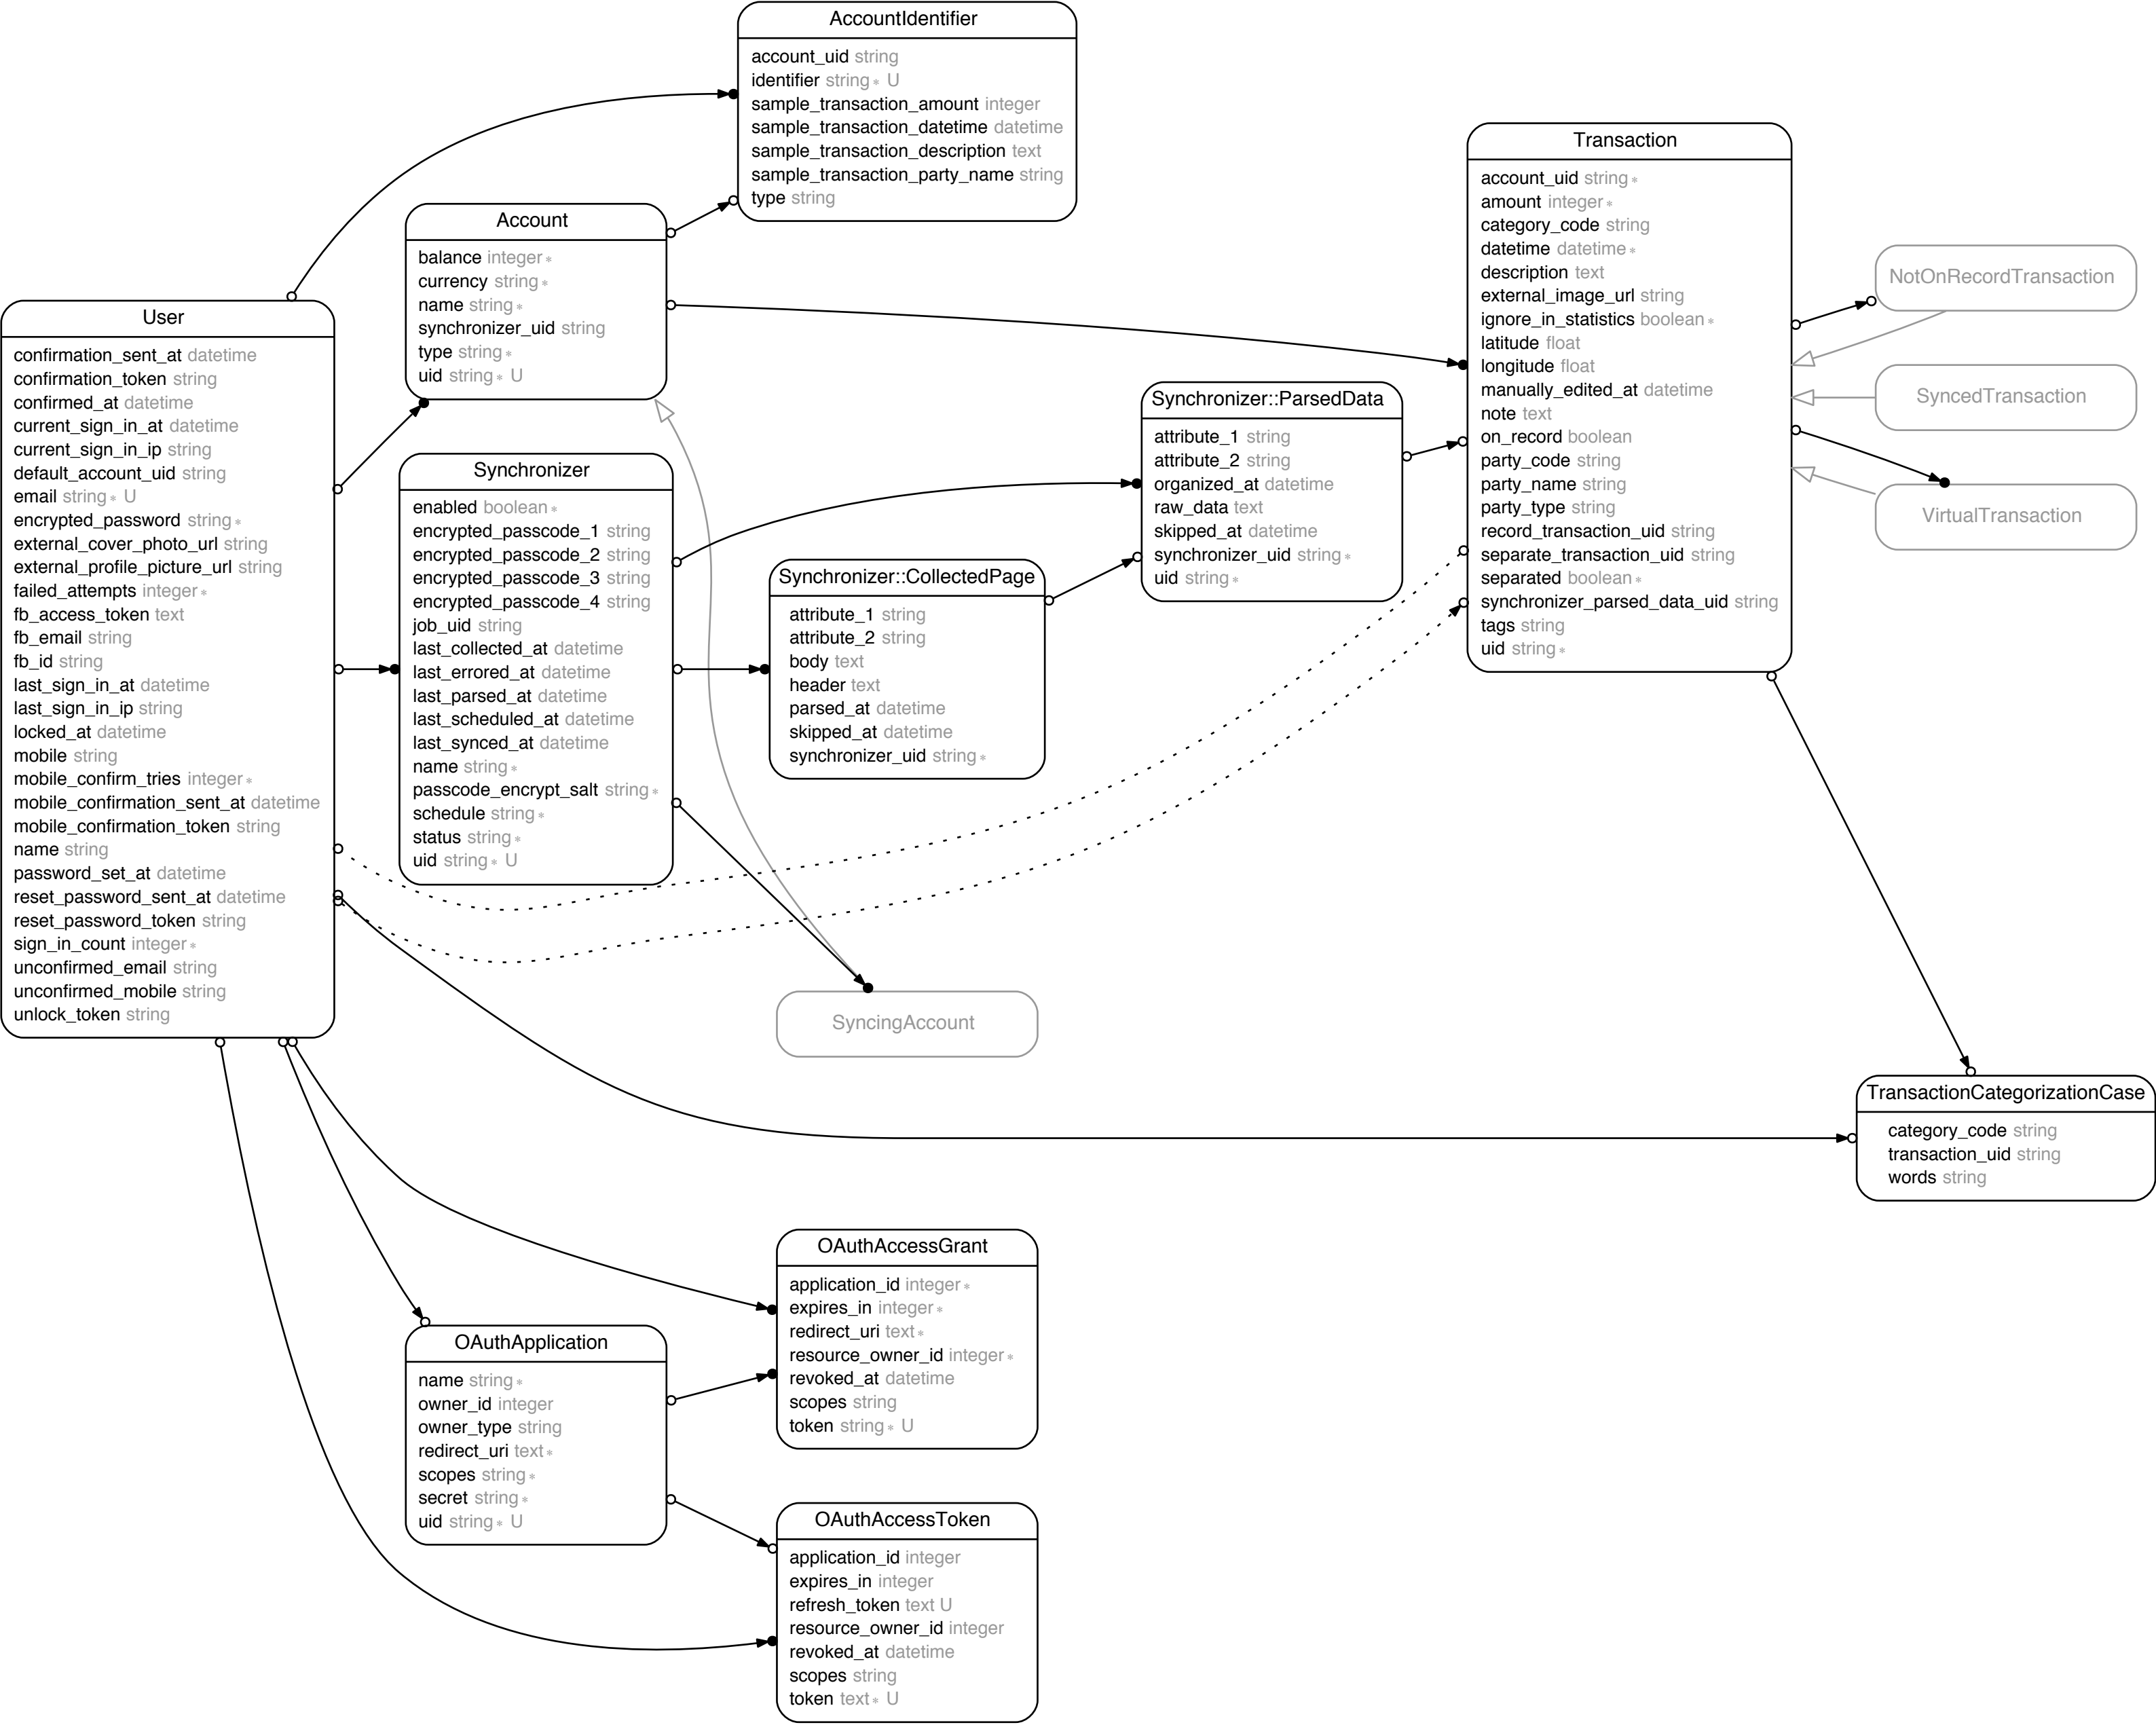 AccountIdentifier
account_uid string
identifier string∗ U
sample_transaction_amount integer
sample_transaction_datetime datetime
sample_transaction_description text
sample_transaction_party_name string
type string
Account
balance integer∗
currency string∗
name string∗
synchronizer_uid string
type string∗
uid string∗ U
User
confirmation_sent_at datetime
confirmation_token string
confirmed_at datetime
current_sign_in_at datetime
current_sign_in_ip string
default_account_uid string
email string∗ U
encrypted_password string∗
external_cover_photo_url string
external_profile_picture_url string
failed_attempts integer∗
fb_access_token text
fb_email string
fb_id string
last_sign_in_at datetime
last_sign_in_ip string
locked_at datetime
mobile string
mobile_confirm_tries integer∗
mobile_confirmation_sent_at datetime
mobile_confirmation_token string
name string
password_set_at datetime
reset_password_sent_at datetime
reset_password_token string
sign_in_count integer∗
unconfirmed_email string
unconfirmed_mobile string
unlock_token string
Synchronizer
enabled boolean∗
encrypted_passcode_1 string
encrypted_passcode_2 string
encrypted_passcode_3 string
encrypted_passcode_4 string
job_uid string
last_collected_at datetime
last_errored_at datetime
last_parsed_at datetime
last_scheduled_at datetime
last_synced_at datetime
name string∗
passcode_encrypt_salt string∗
schedule string∗
status string∗
uid string∗ U
Synchronizer::CollectedPage
attribute_1 string
attribute_2 string
body text
header text
parsed_at datetime
skipped_at datetime
synchronizer_uid string∗
Synchronizer::ParsedData
attribute_1 string
attribute_2 string
organized_at datetime
raw_data text
skipped_at datetime
synchronizer_uid string∗
uid string∗
Transaction
account_uid string∗
amount integer∗
category_code string
datetime datetime∗
description text
external_image_url string
ignore_in_statistics boolean∗
latitude float
longitude float
manually_edited_at datetime
note text
on_record boolean
party_code string
party_name string
party_type string
record_transaction_uid string
separate_transaction_uid string
separated boolean∗
synchronizer_parsed_data_uid string
tags string
uid string∗
NotOnRecordTransaction
SyncedTransaction
VirtualTransaction
SyncingAccount
TransactionCategorizationCase
category_code string
transaction_uid string
words string
OAuthAccessGrant
application_id integer∗
expires_in integer∗
redirect_uri text∗
resource_owner_id integer∗
revoked_at datetime
scopes string
token string∗ U
OAuthApplication
name string∗
owner_id integer
owner_type string
redirect_uri text∗
scopes string∗
secret string∗
uid string∗ U
OAuthAccessToken
application_id integer
expires_in integer
refresh_token text U
resource_owner_id integer
revoked_at datetime
scopes string
token text∗ U